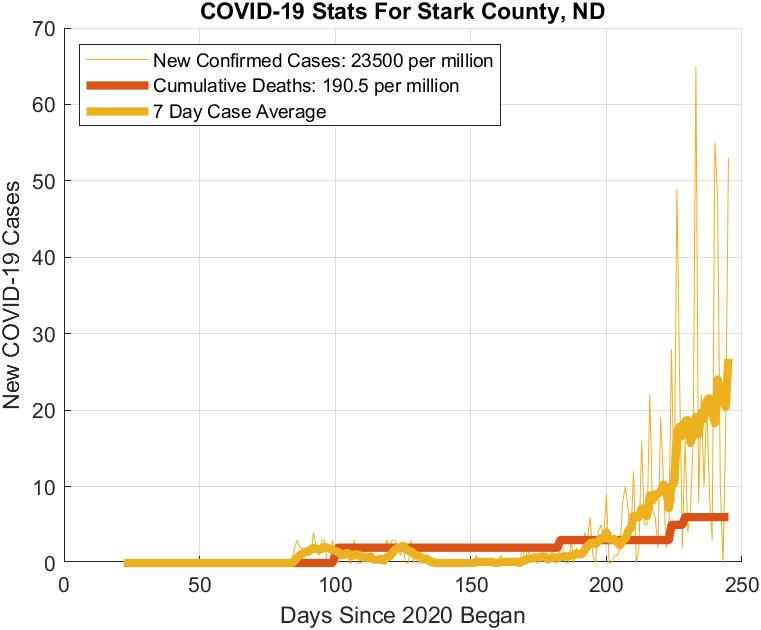 COVID-19 Stats For Stark County, ND
New Confirmed Cases: 23500 per million
Cumulative Deaths: 190.5 per million
7 Day Case Average
New COVID-19 Cases
70
60
50
40
30
20
10
0
0 50 100 150 200 250
Days Since 2020 Began